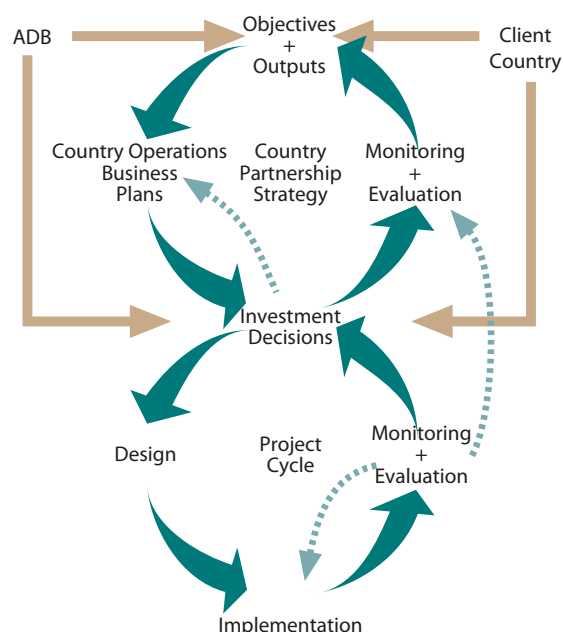 ADB
Objectives
+
Outputs
Client
Country
Country Operations
Business
Plans
Country
Partnership
Strategy
Monitoring
+
Evaluation
Investment
Decisions
Design
Project
Cycle
Monitoring
+
Evaluation
Implementation